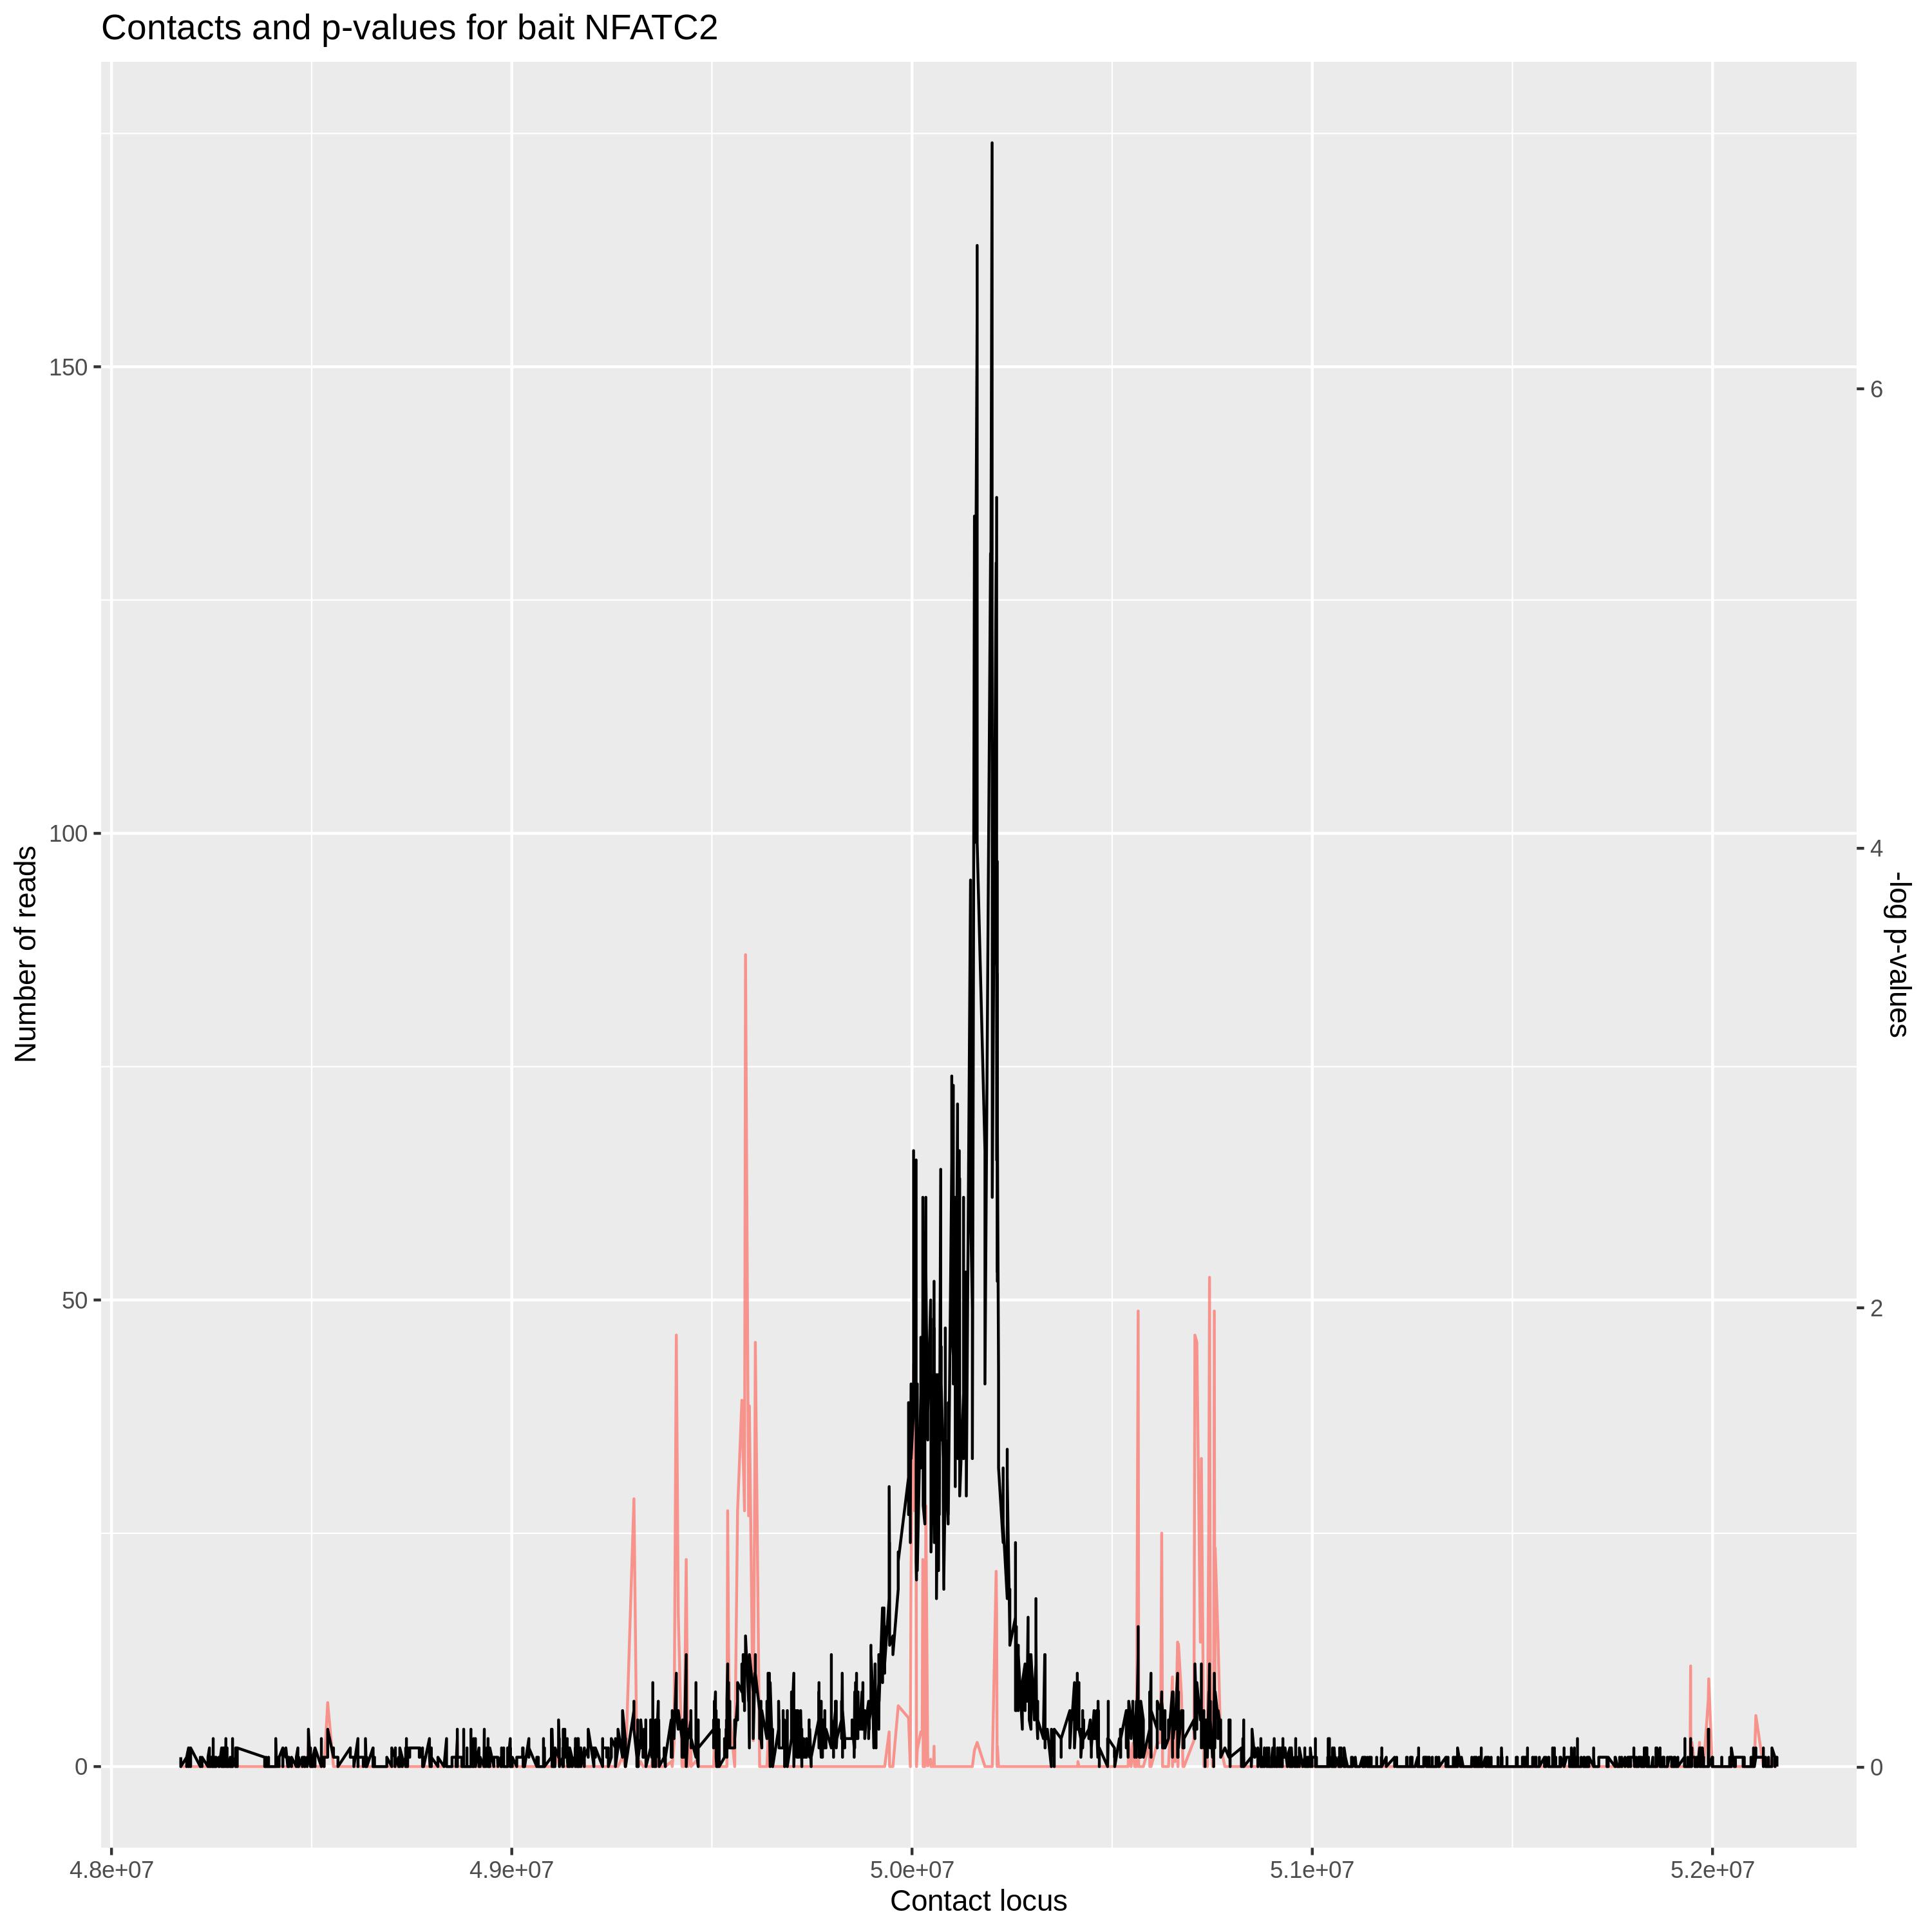 Contacts and p-values for bait NFATC2
Number of reads
150
100
50
0
6
4
2
0
-log p-values
4.8e+07
4.9e+07
5.0e+07
5.1e+07
5.2e+07
Contact locus